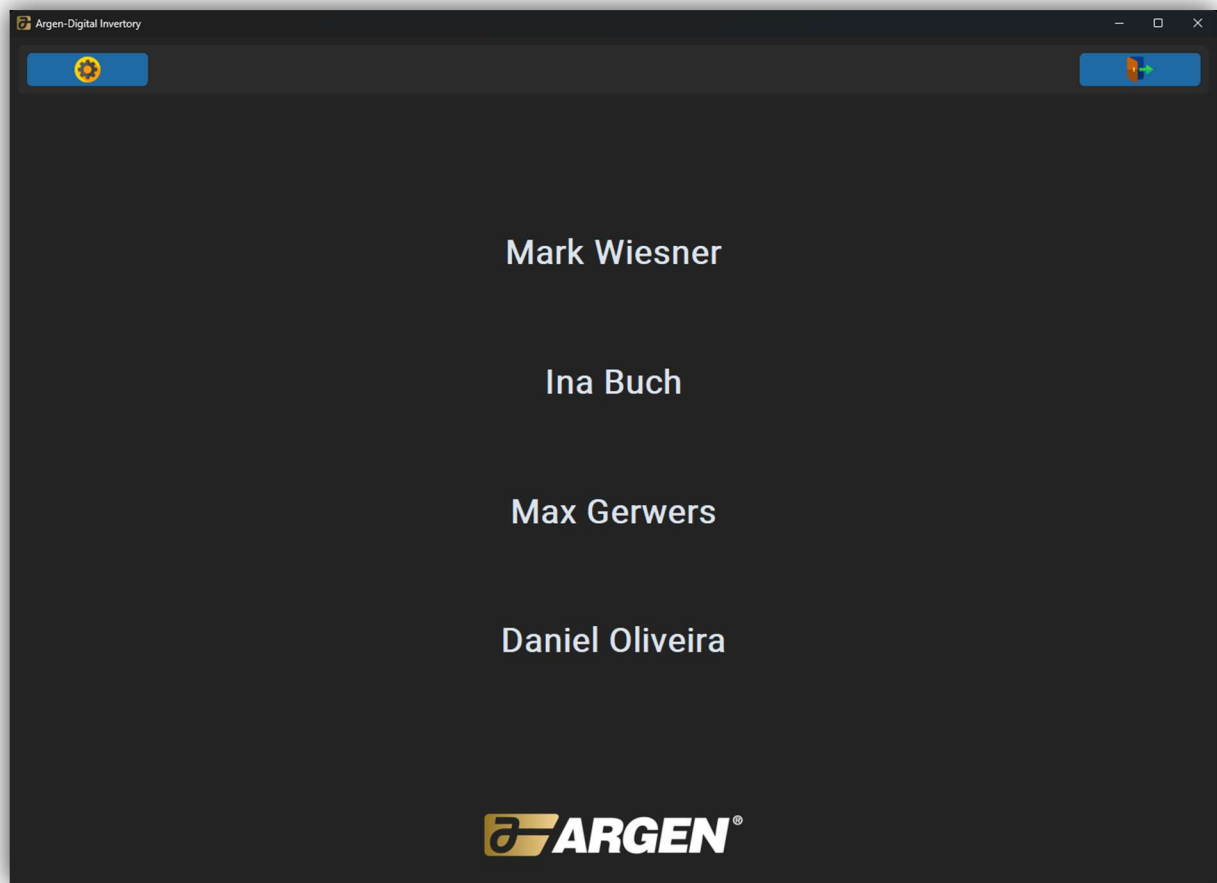 Argen-Digital Invertory
Mark Wiesner
Ina Buch
Max Gerwers
Daniel Oliveira
ARGEN®